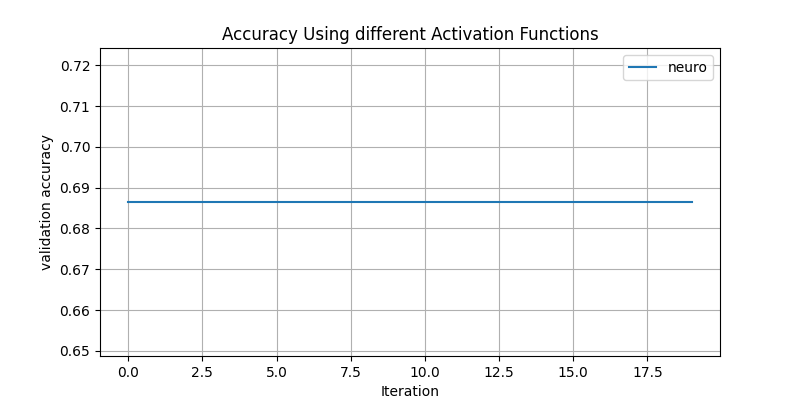 Accuracy Using different Activation Functions
neuro
0.72
0.71
0.70
0.69
0.68
0.67
0.66
0.65
validation accuracy
0.0 2.5 5.0 7.5 10.0 12.5 15.0 17.5
Iteration